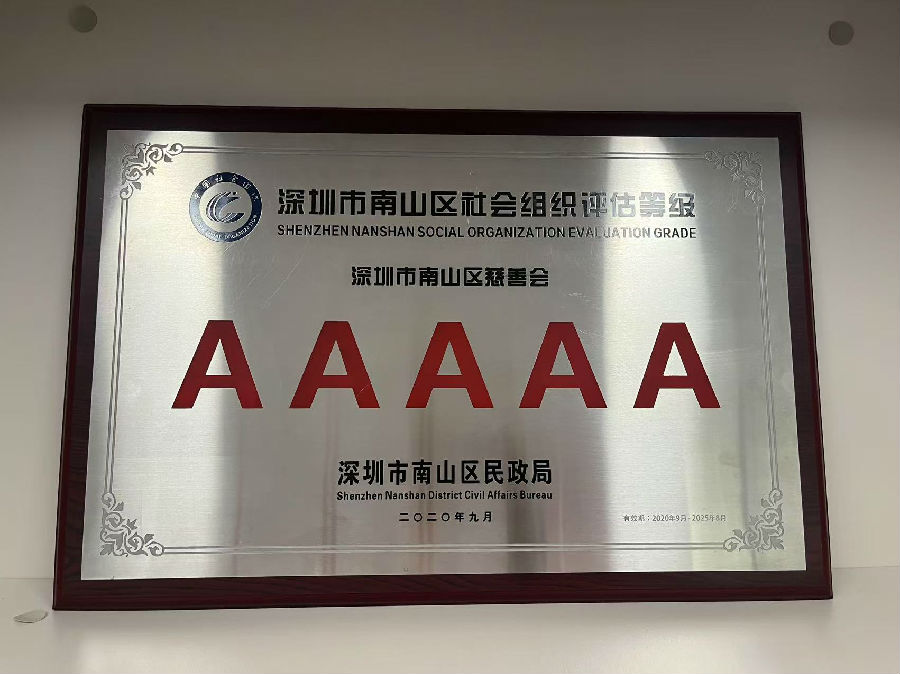 深圳市南山区社会组织评估等级
SHENZHEN NANSHAN SOCIAL ORGANIZATION EVALUATION GRADE
深圳市南山区慈善会
AAAAA
深圳市南山区民政局
Shenzhen Nanshan District Civil Affairs Bureau
二〇二〇年九月
有效期：2020年9月-2025年8月